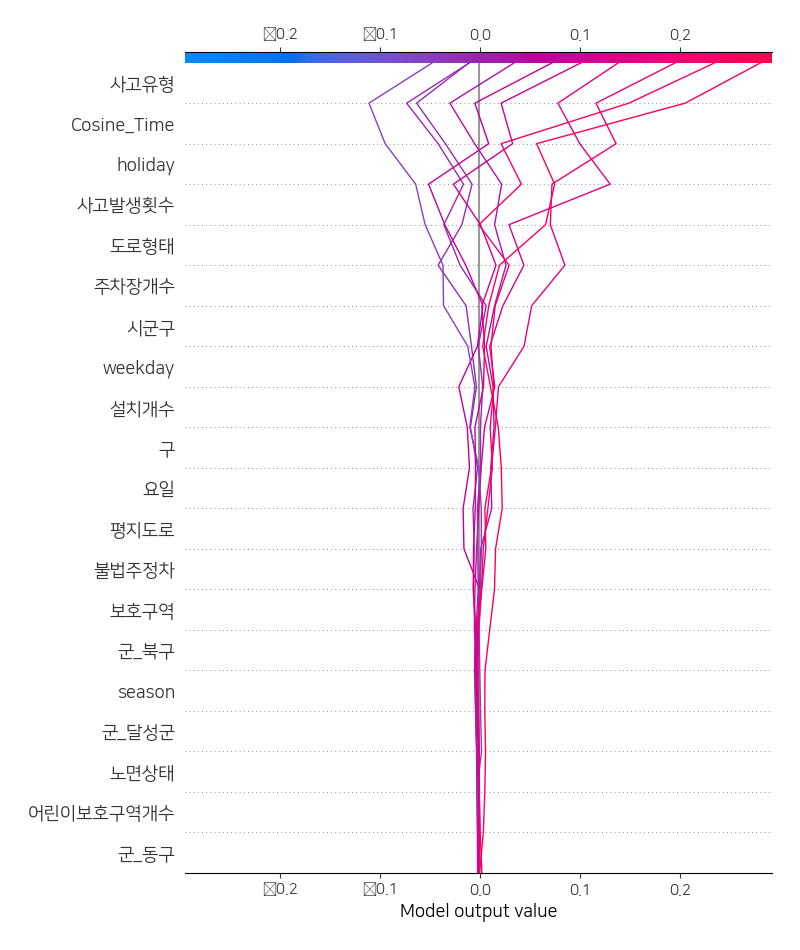 ▯0.2 ▯0.1 0.0 0.1 0.2
사고유형
Cosine_Time
holiday
사고발생횟수
도로형태
주차장개수
시군구
weekday
설치개수
구
요일
평지도로
불법주정차
보호구역
군_북구
season
군_달성군
노면상태
어린이보호구역개수
군_동구
▯0.2 ▯0.1 0.0 0.1 0.2
Model output value